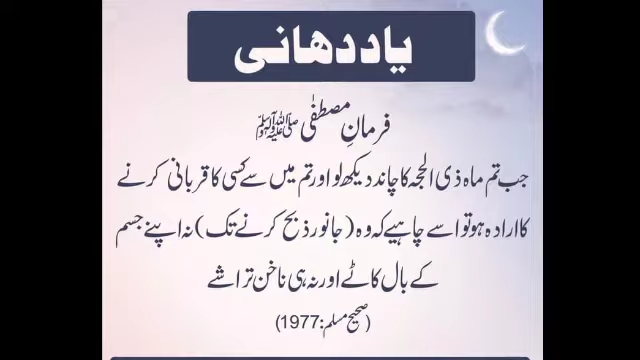 یاددھانی
فرمانِ مصطفٰی ﷺ
جب تم ماہ ذی الحجہ کا چاند دیکھ لو اور تم میں سے کسی کا قربانی کرنے
کا ارادہ ہو تو اسے چاہیے کہ وہ (جانور ذبح کرنے تک) نہ اپنے جسم
کے بال کاٹے اور نہ ہی ناخن تراشے
(صحیح مسلم: 1977)